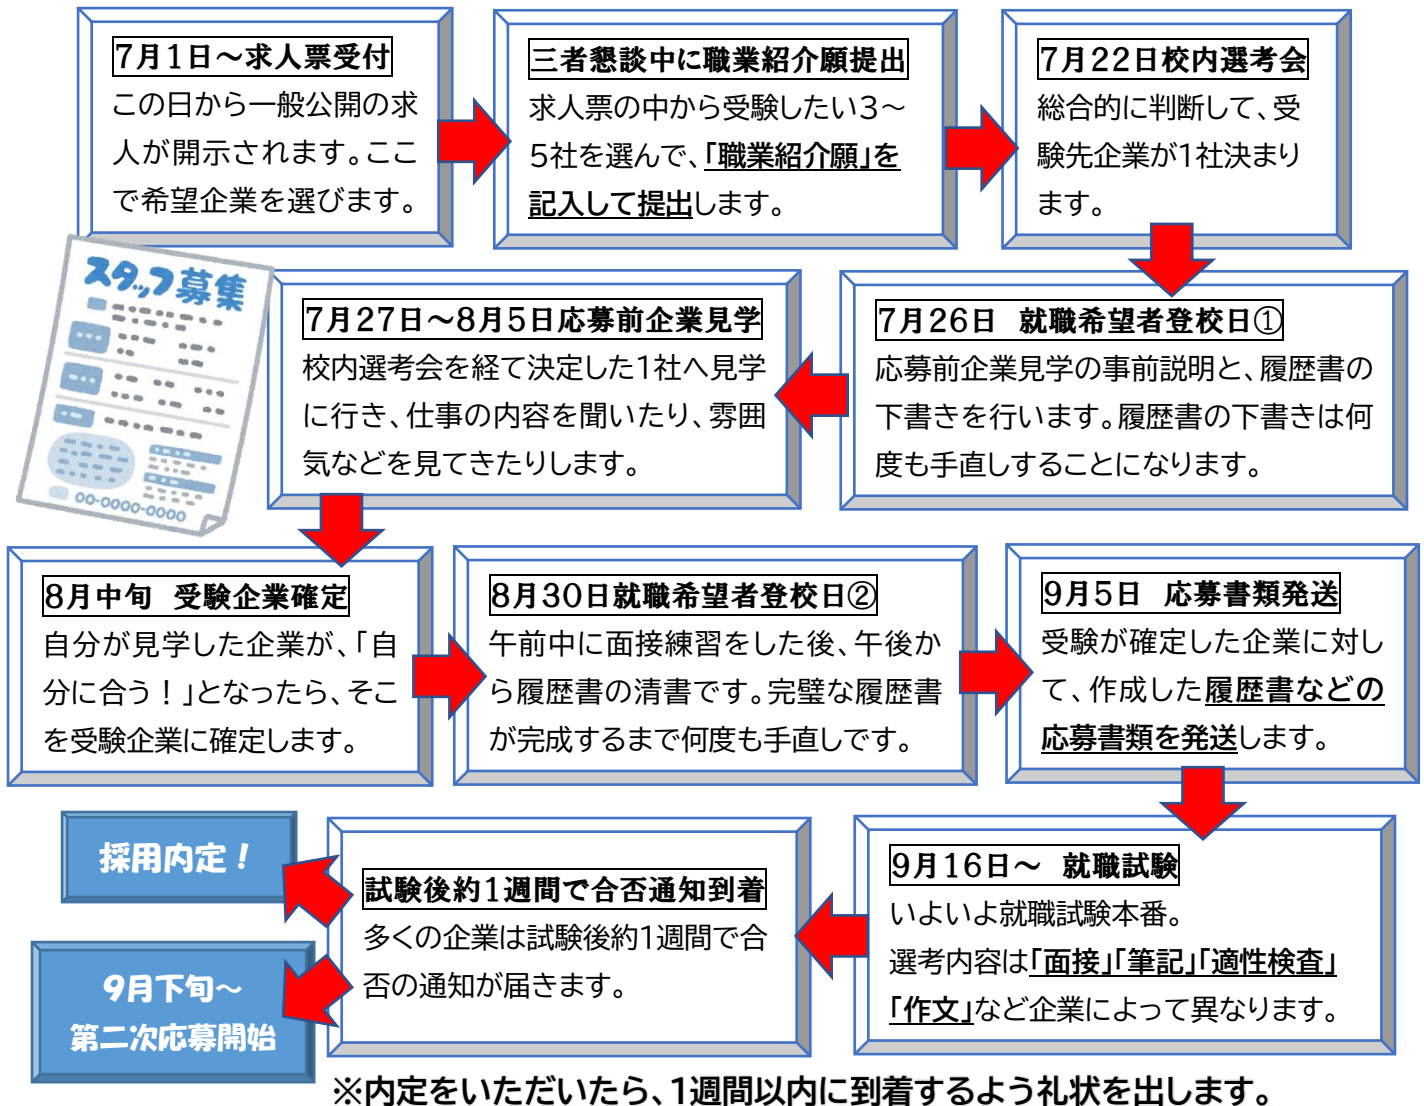 7月1日～求人票受付
この日から一般公開の求
人が開示されます。ここ
で希望企業を選びます。
三者懇談中に職業紹介願提出
求人票の中から受験したい3～
5社を選んで、「職業紹介願」を
記入して提出します。
7月22日校内選考会
総合的に判断して、受
験先企業が1社決まり
ます。
7月26日 就職希望者登校日①
応募前企業見学の事前説明と、履歴書の
下書きを行います。履歴書の下書きは何
度も手直しすることになります。
7月27日～8月5日応募前企業見学
校内選考会を経て決定した1社へ見学
に行き、仕事の内容を聞いたり、雰囲
気などを見てきたりします。
スタッフ募集
00-0000-0000
8月中旬 受験企業確定
自分が見学した企業が、「自
分に合う！」となったら、そこ
を受験企業に確定します。
8月30日就職希望者登校日②
午前中に面接練習をした後、午後か
ら履歴書の清書です。完璧な履歴書
が完成するまで何度も手直しです。
9月5日 応募書類発送
受験が確定した企業に対し
て、作成した履歴書などの
応募書類を発送します。
9月16日～ 就職試験
いよいよ就職試験本番。
選考内容は「面接」「筆記」「適性検査」
「作文」など企業によって異なります。
試験後約1週間で合否通知到着
多くの企業は試験後約1週間で合
否の通知が届きます。
採用内定！
9月下旬～
第二次応募開始
※内定をいただいたら、1週間以内に到着するよう礼状を出します。